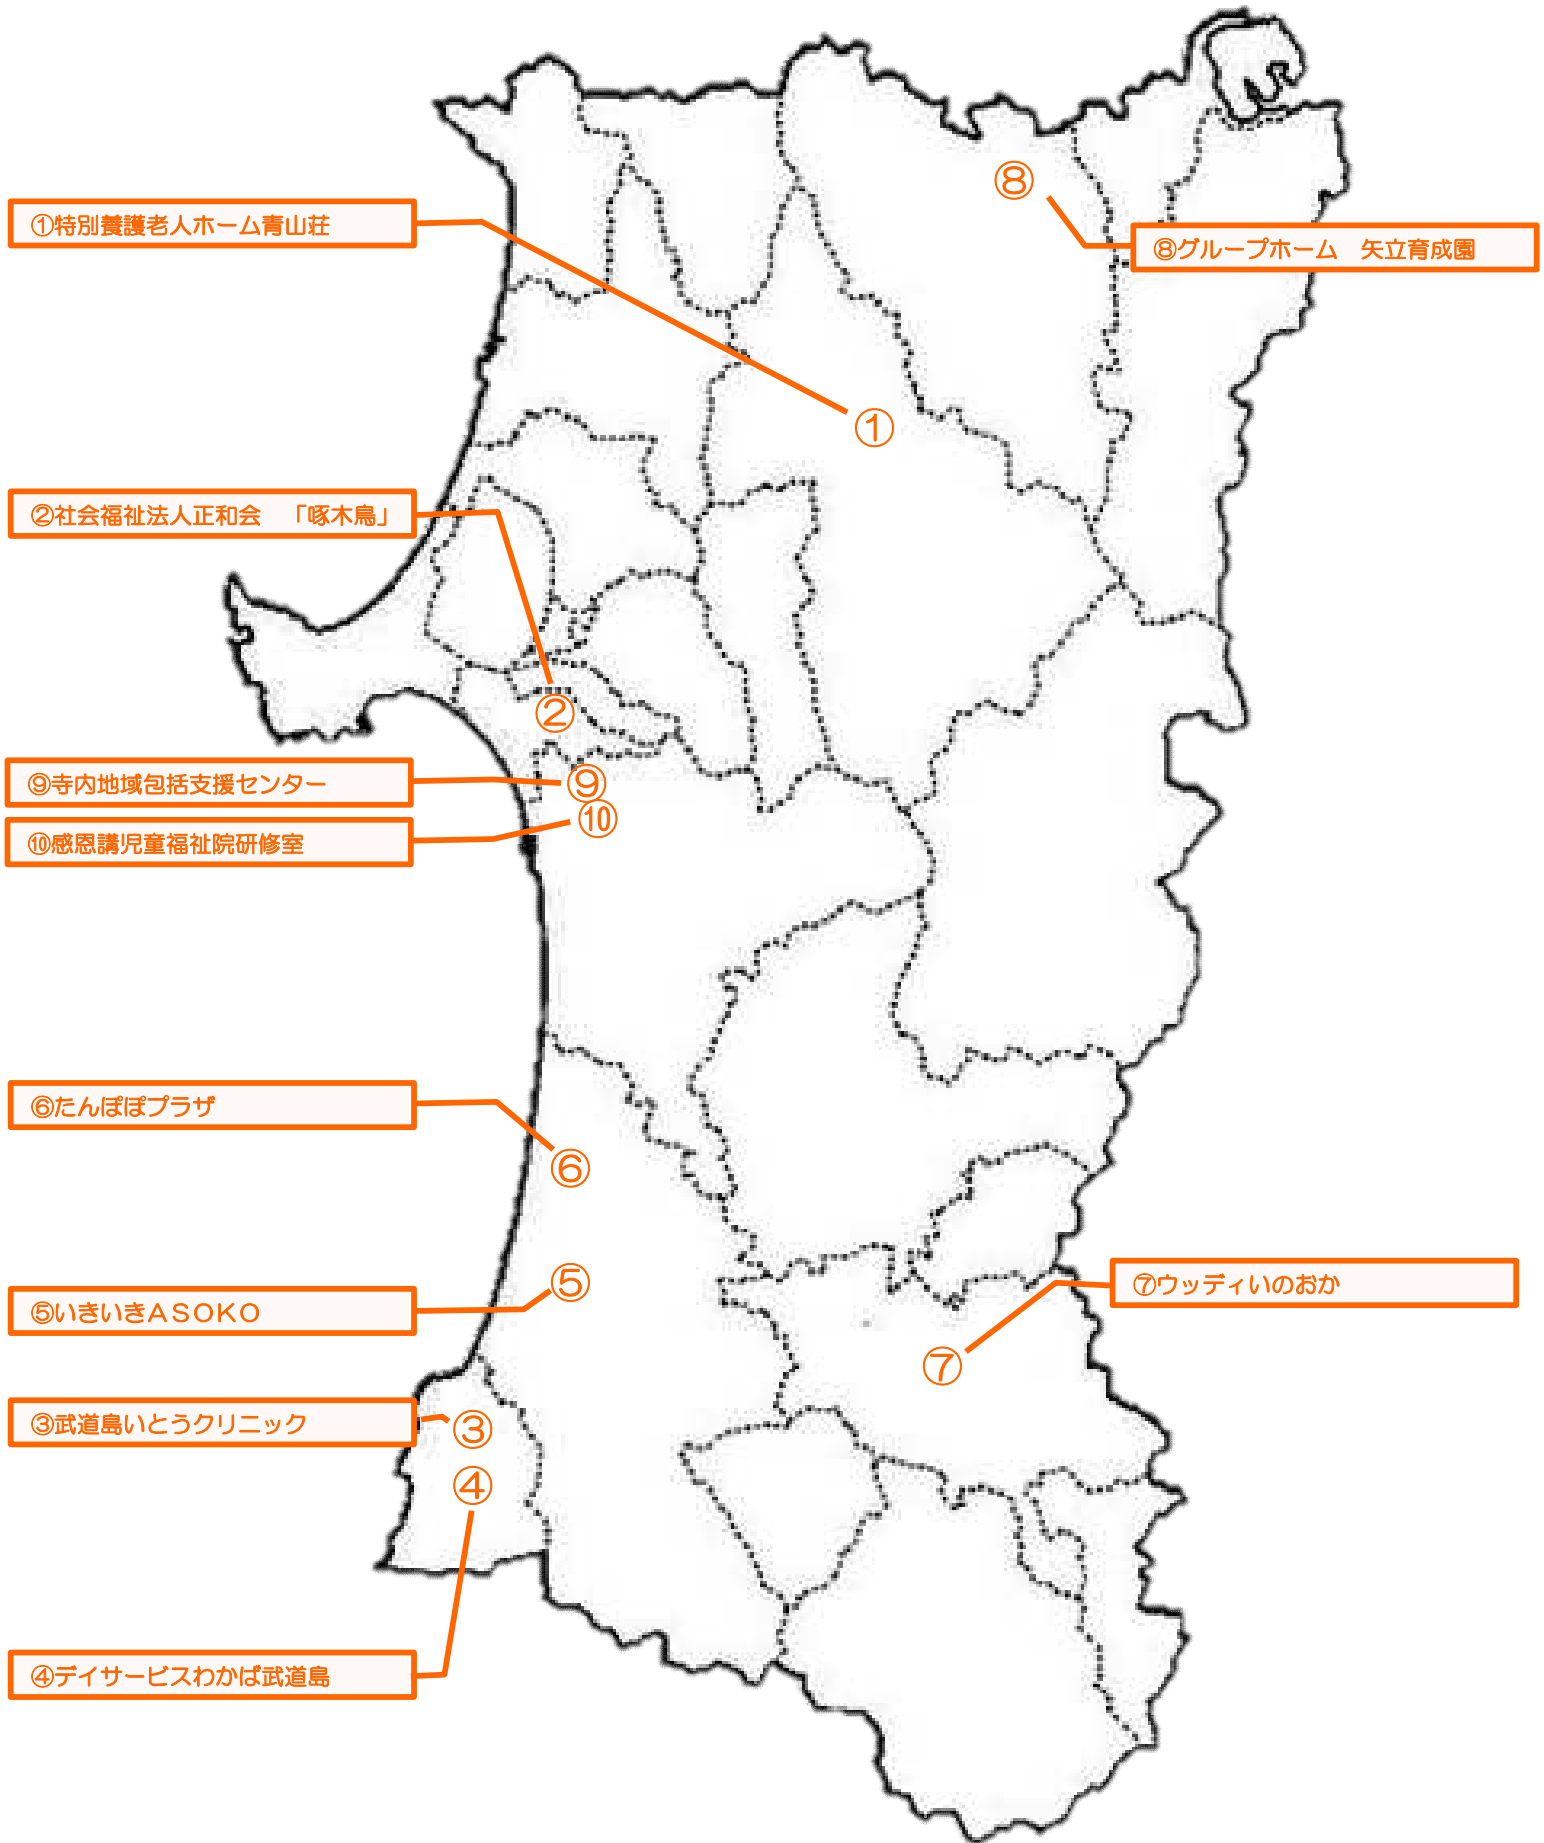 ⑧
①特別養護老人ホーム青山荘
⑧グループホーム　矢立育成園
①
②社会福祉法人正和会　「啄木鳥」
②
⑨寺内地域包括支援センター
⑨
⑩感恩講児童福祉院研修室
⑩
⑥たんぽぽプラザ
⑥
⑤いきいきASOKO
⑤
⑦ウッディいのおか
⑦
③武道島いとうクリニック
③
④
④デイサービスわかば武道島